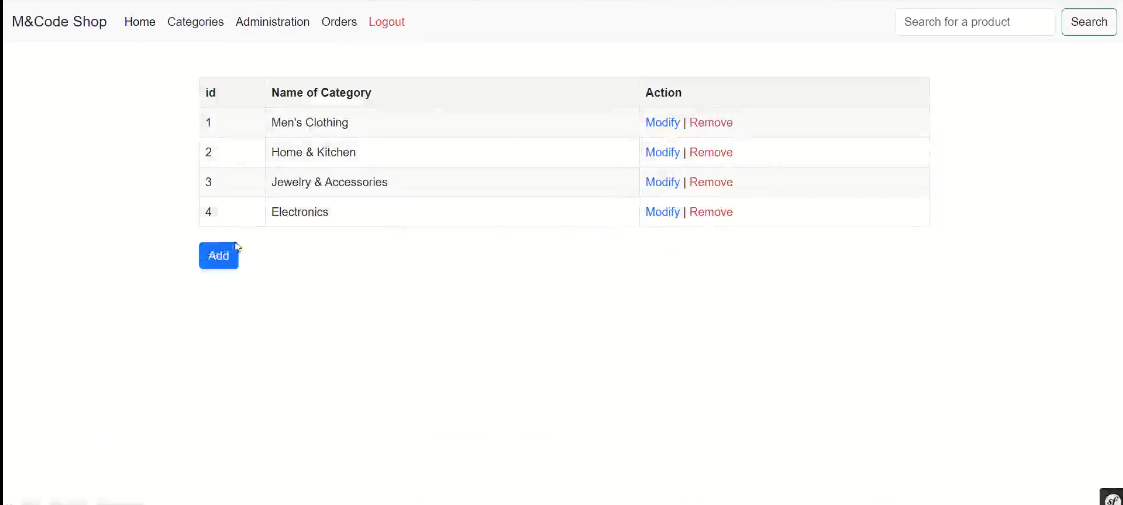 M&Code Shop Home Categories Administration Orders Logout Search for a product Search
id Name of Category Action
1 Men's Clothing Modify | Remove
2 Home & Kitchen Modify | Remove
3 Jewelry & Accessories Modify | Remove
4 Electronics Modify | Remove
Add
sf